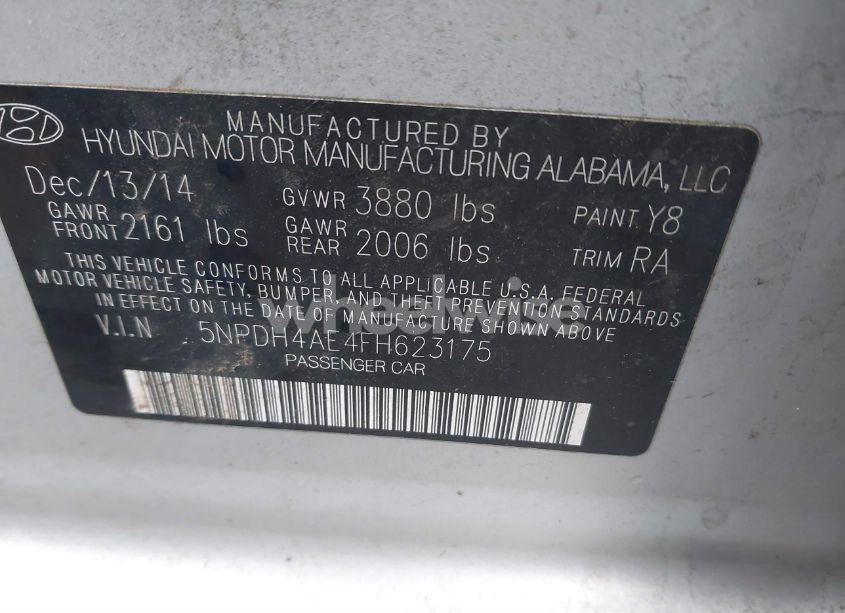 MANUFACTURED BY
HYUNDAI MOTOR MANUFACTURING ALABAMA, LLC
Dec/13/14 GVWR 3880 lbs PAINT Y8
GAWR FRONT 2161 lbs GAWR REAR 2006 lbs TRIM RA
THIS VEHICLE CONFORMS TO ALL APPLICABLE U.S.A. FEDERAL
MOTOR VEHICLE SAFETY, BUMPER, AND THEFT PREVENTION STANDARDS
IN EFFECT ON THE DATE OF MANUFACTURE SHOWN ABOVE
V.I.N 5NPDH4AE4FH623175
PASSENGER CAR
wheelwise